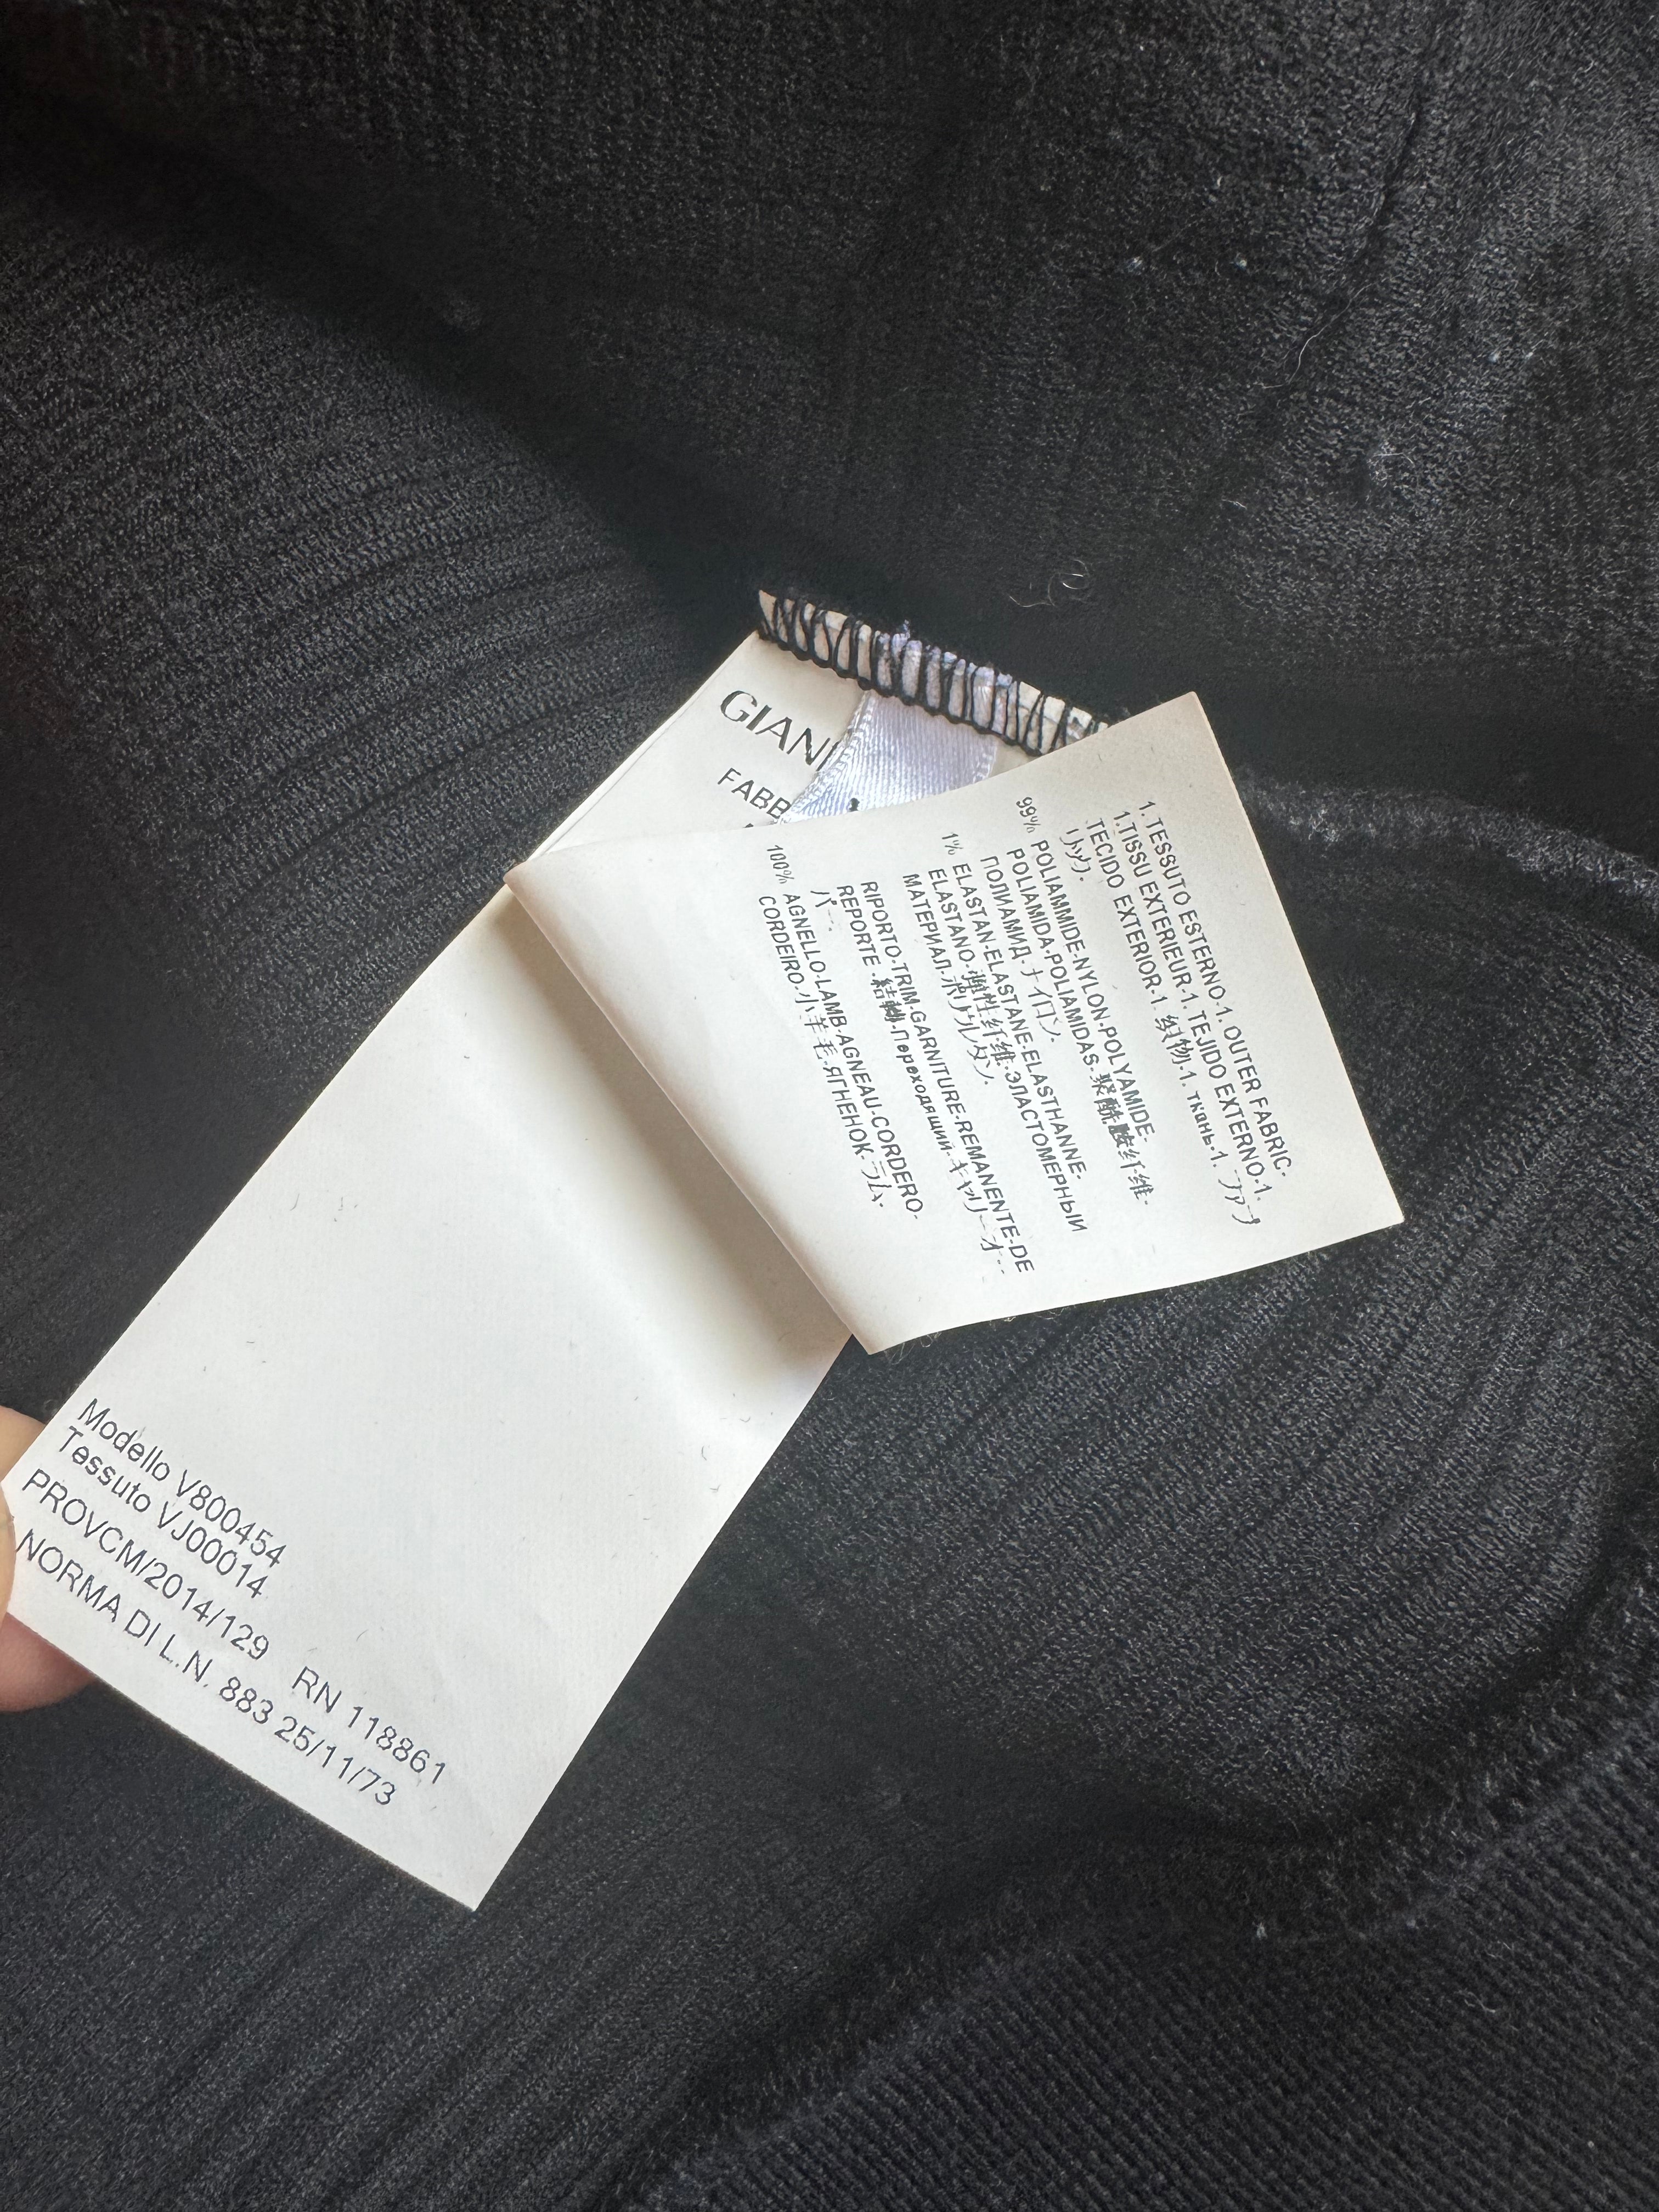 GIAN
FABB
1. TESSUTO ESTERNO-1. OUTER FABRIC-
1.TISSU EXTERIEUR-1. TEJIDO EXTERNO-1.
TECIDO EXTERIOR-1. 织物-1. ткань-1. ファブ
リック.
99% POLIAMMIDE-NYLON-POLYAMIDE-
POLIAMIDA-POLIAMIDAS-聚酰胺纤维-
ПОЛИАМИД-ナイロン.
1% ELASTAN-ELASTANE-ELASTHANNE-
ELASTANO-弹性纤维-ЭЛАСТОМЕРНЫЙ
МАТЕРИАЛ-ポリウレタン.
RIPORTO-TRIM-GARNITURE-REMANENTE-DE
REPORTE-結轉-Переходящий-キャリーオー
バー.
100% AGNELLO-LAMB-AGNEAU-CORDERO-
CORDEIRO-小羊毛-ЯГНЕНОК-ラム.
Modello V800454
Tessuto VJ00014
PROVCM/2014/129 RN 118861
NORMA DI L.N. 883 25/11/73